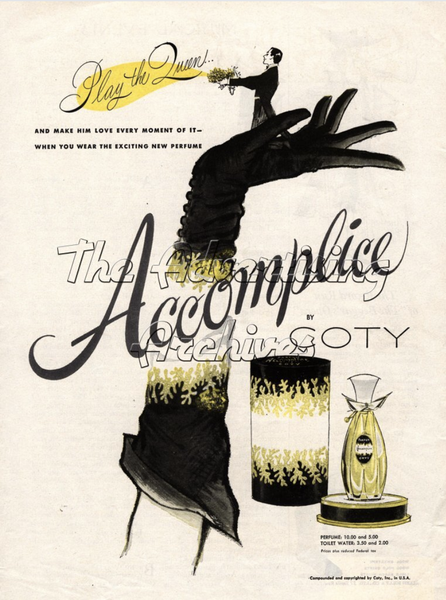 Play the Queen!..
AND MAKE HIM LOVE EVERY MOMENT OF IT—
WHEN YOU WEAR THE EXCITING NEW PERFUME
The Advertising
Accomplice
BY
COTY
Archives
PERFUME: 10.00 and 5.00
TOILET WATER: 3.50 and 2.00
Prices also reduced Federal tax
Compounded and copyrighted by Coty, Inc., in U.S.A.